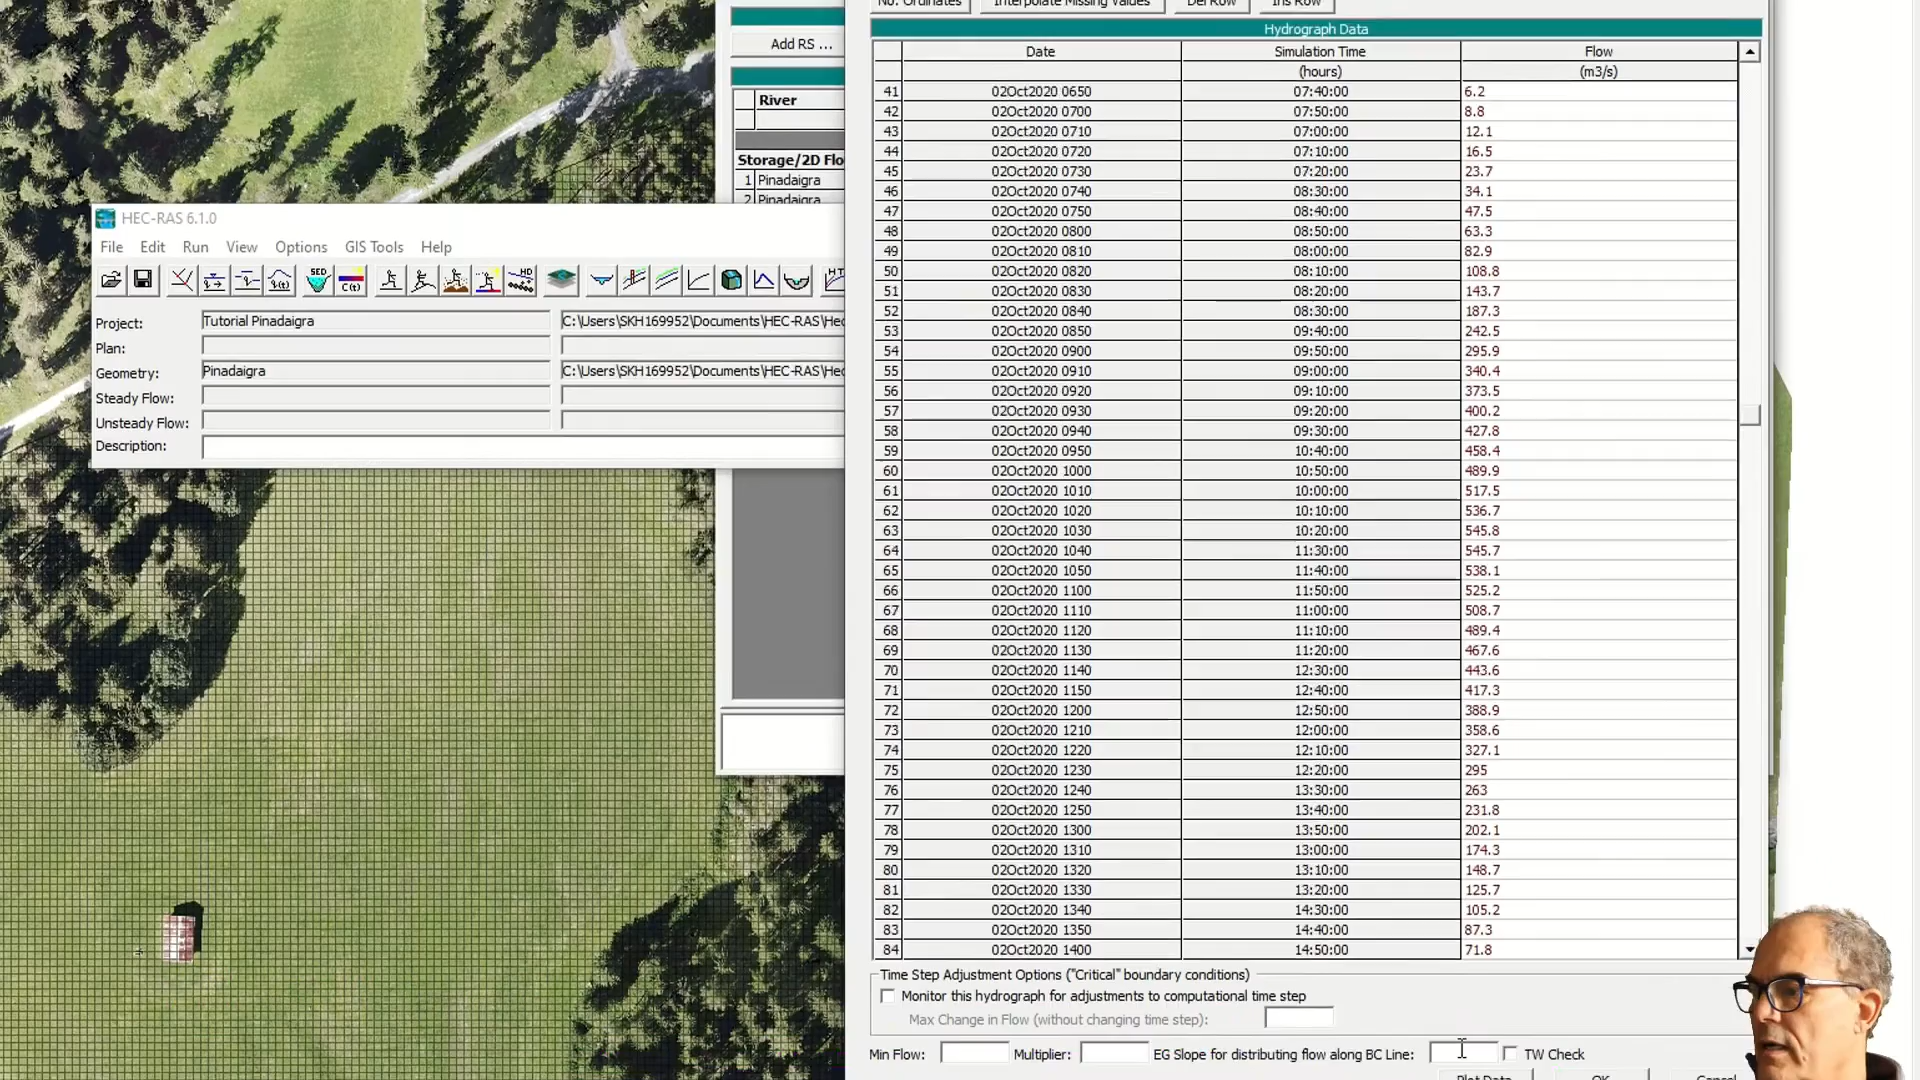 No. Ordinates Interpolate Missing Values Del Row Ins Row
Hydrograph Data
Date Simulation Time Flow
(hours) (m3/s)
41 02Oct2020 0650 07:40:00 6.2
42 02Oct2020 0700 07:50:00 8.8
43 02Oct2020 0710 07:00:00 12.1
44 02Oct2020 0720 07:10:00 16.5
45 02Oct2020 0730 07:20:00 23.7
46 02Oct2020 0740 08:30:00 34.1
47 02Oct2020 0750 08:40:00 47.5
48 02Oct2020 0800 08:50:00 63.3
49 02Oct2020 0810 08:00:00 82.9
50 02Oct2020 0820 08:10:00 108.8
51 02Oct2020 0830 08:20:00 143.7
52 02Oct2020 0840 08:30:00 187.3
53 02Oct2020 0850 09:40:00 242.5
54 02Oct2020 0900 09:50:00 295.9
55 02Oct2020 0910 09:00:00 340.4
56 02Oct2020 0920 09:10:00 373.5
57 02Oct2020 0930 09:20:00 400.2
58 02Oct2020 0940 09:30:00 427.8
59 02Oct2020 0950 10:40:00 458.4
60 02Oct2020 1000 10:50:00 489.9
61 02Oct2020 1010 10:00:00 517.5
62 02Oct2020 1020 10:10:00 536.7
63 02Oct2020 1030 10:20:00 545.8
64 02Oct2020 1040 11:30:00 545.7
65 02Oct2020 1050 11:40:00 538.1
66 02Oct2020 1100 11:50:00 525.2
67 02Oct2020 1110 11:00:00 508.7
68 02Oct2020 1120 11:10:00 489.4
69 02Oct2020 1130 11:20:00 467.6
70 02Oct2020 1140 12:30:00 443.6
71 02Oct2020 1150 12:40:00 417.3
72 02Oct2020 1200 12:50:00 388.9
73 02Oct2020 1210 12:00:00 358.6
74 02Oct2020 1220 12:10:00 327.1
75 02Oct2020 1230 12:20:00 295
76 02Oct2020 1240 13:30:00 263
77 02Oct2020 1250 13:40:00 231.8
78 02Oct2020 1300 13:50:00 202.1
79 02Oct2020 1310 13:00:00 174.3
80 02Oct2020 1320 13:10:00 148.7
81 02Oct2020 1330 13:20:00 125.7
82 02Oct2020 1340 14:30:00 105.2
83 02Oct2020 1350 14:40:00 87.3
84 02Oct2020 1400 14:50:00 71.8
Time Step Adjustment Options ("Critical" boundary conditions)
Monitor this hydrograph for adjustments to computational time step
Max Change in Flow (without changing time step):
Min Flow: Multiplier: EG Slope for distributing flow along BC Line: TW Check
Plot Data OK Cancel
Add RS ...
River
Storage/2D Flo
1 Pinadaigra
2 Pinadaigra
HEC-RAS 6.1.0
File Edit Run View Options GIS Tools Help
SED C(t) HD HT
Project: Tutorial Pinadaigra C:\Users\SKH169952\Documents\HEC-RAS\Hec
Plan:
Geometry: Pinadaigra C:\Users\SKH169952\Documents\HEC-RAS\Hec
Steady Flow:
Unsteady Flow:
Description: